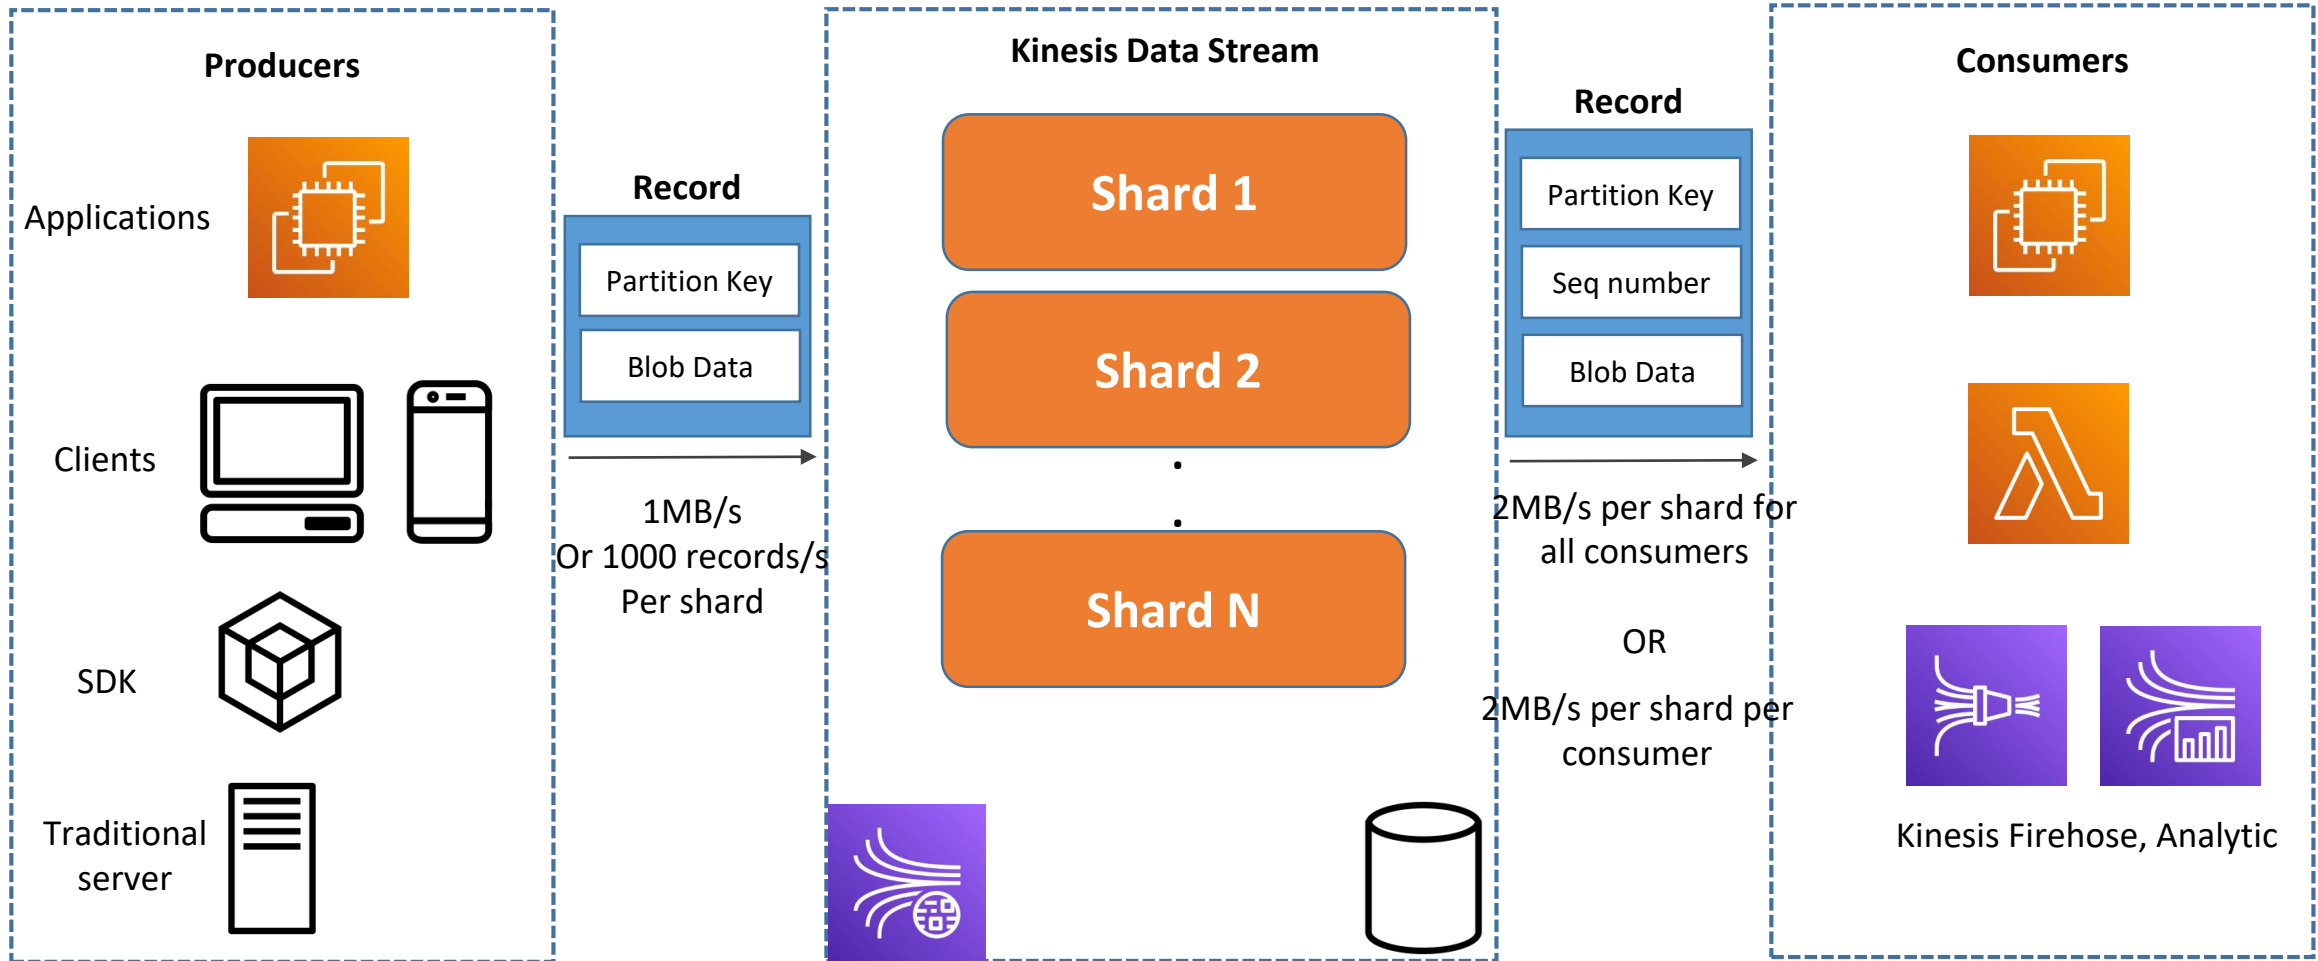 Producers
Applications
Clients
SDK
Traditional
server
Record
Partition Key
Blob Data
1MB/s
Or 1000 records/s
Per shard
Kinesis Data Stream
Shard 1
Shard 2
.
.
Shard N
Record
Partition Key
Seq number
Blob Data
2MB/s per shard for
all consumers
OR
2MB/s per shard per
consumer
Consumers
Kinesis Firehose, Analytic